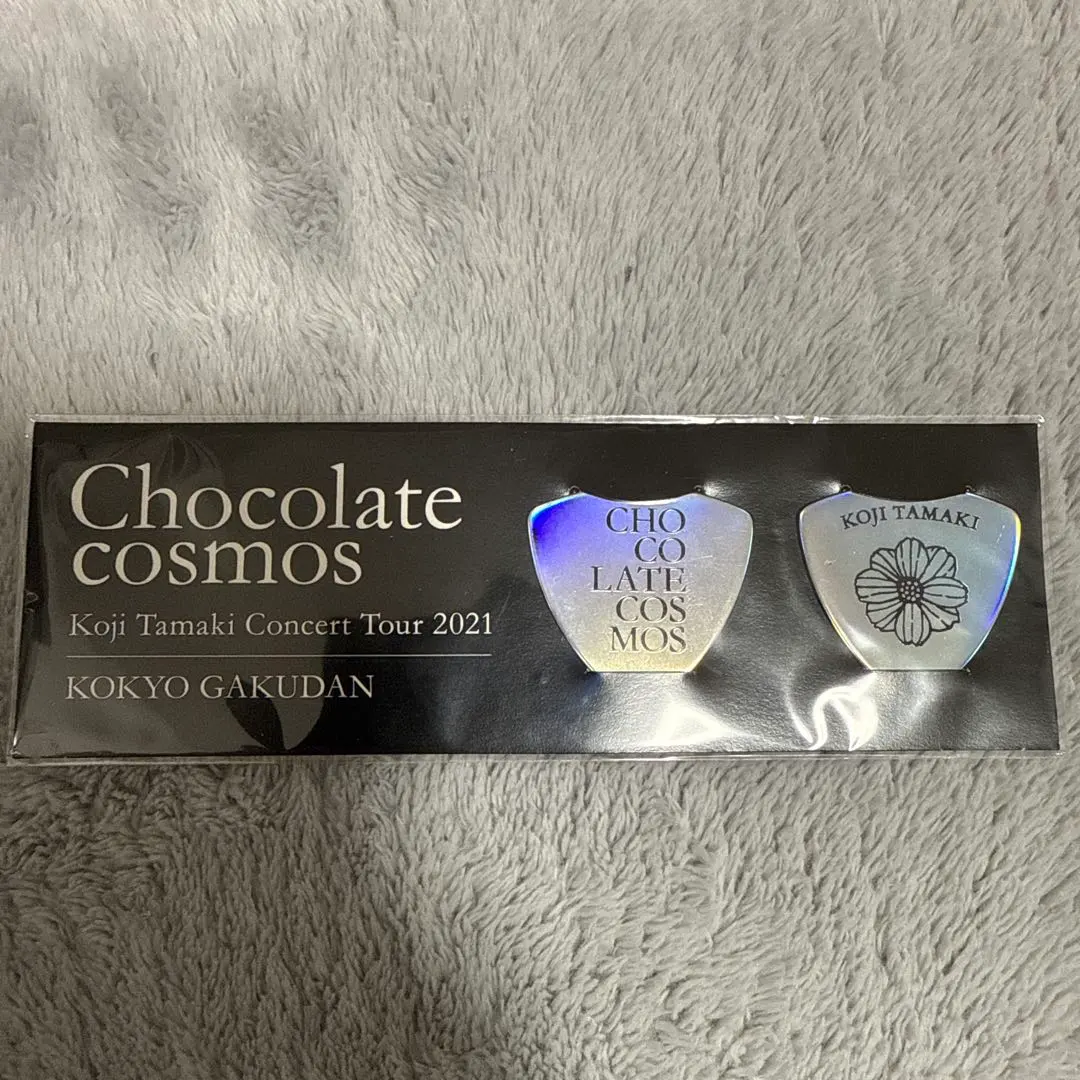 Chocolate
cosmos
Koji Tamaki Concert Tour 2021
KOKYO GAKUDAN
CHO
CO
LATE
COS
MOS
KOJI TAMAKI